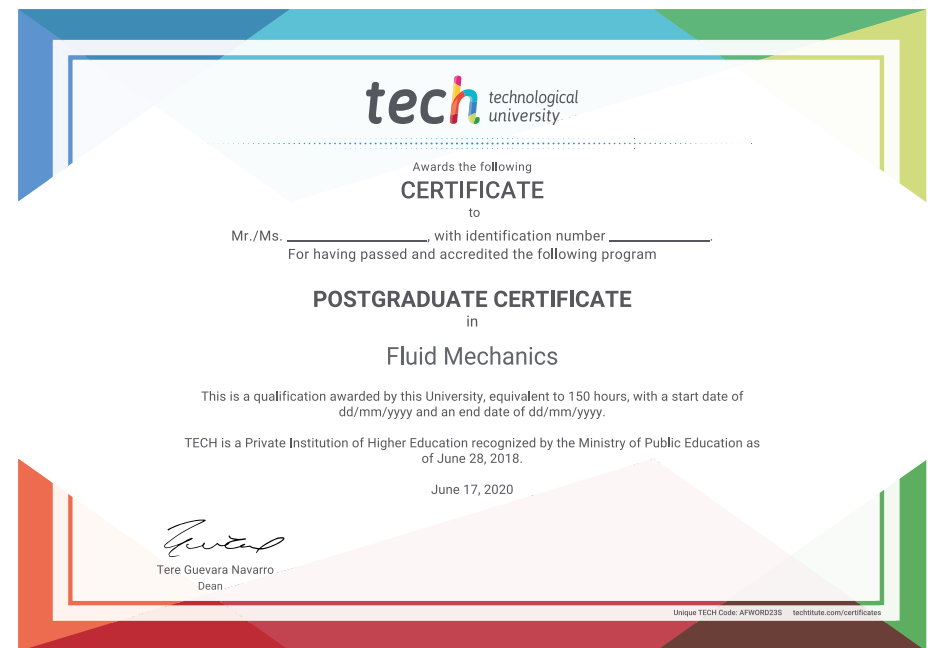 tech technological
university
Awards the following
CERTIFICATE
to
Mr./Ms. ____________________, with identification number ______________.
For having passed and accredited the following program
POSTGRADUATE CERTIFICATE
in
Fluid Mechanics
This is a qualification awarded by this University, equivalent to 150 hours, with a start date of
dd/mm/yyyy and an end date of dd/mm/yyyy.
TECH is a Private Institution of Higher Education recognized by the Ministry of Public Education as
of June 28, 2018.
June 17, 2020
Tere Guevara Navarro
Dean
Unique TECH Code: AFWORD23S techtitute.com/certificates